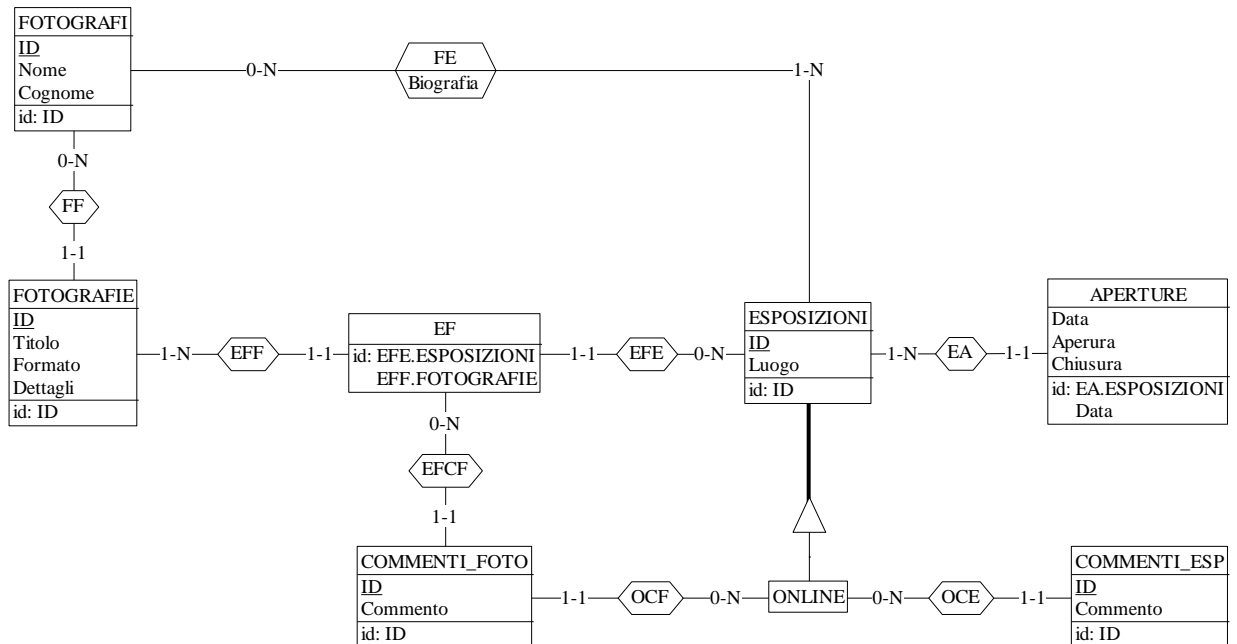 FOTOGRAFI
ID
Nome
Cognome
id: ID
0-N
FE
Biografia
1-N
0-N
FF
1-1
FOTOGRAFIE
ID
Titolo
Formato
Dettagli
id: ID
1-N
EFF
1-1
EF
id: EFE.ESPOSIZIONI
EFF.FOTOGRAFIE
1-1
EFE
0-N
ESPOSIZIONI
ID
Luogo
id: ID
1-N
EA
1-1
APERTURE
Data
Aperura
Chiusura
id: EA.ESPOSIZIONI
Data
0-N
EFCF
1-1
COMMENTI_FOTO
ID
Commento
id: ID
1-1
OCF
0-N
ONLINE
0-N
OCE
1-1
COMMENTI_ESP
ID
Commento
id: ID